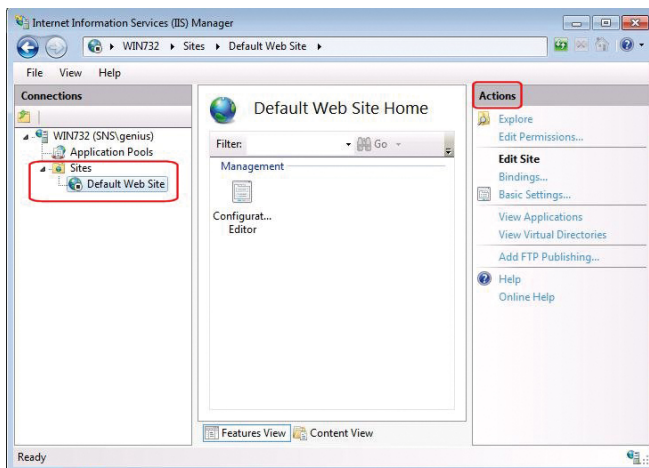 Internet Information Services (IIS) Manager
WIN732 Sites Default Web Site
File View Help
Connections
WIN732 (SNS\genius)
Application Pools
Sites
Default Web Site
Default Web Site Home
Filter: Go
Management
Configurat...
Editor
Features View Content View
Actions
Explore
Edit Permissions...
Edit Site
Bindings...
Basic Settings...
View Applications
View Virtual Directories
Add FTP Publishing...
Help
Online Help
Ready